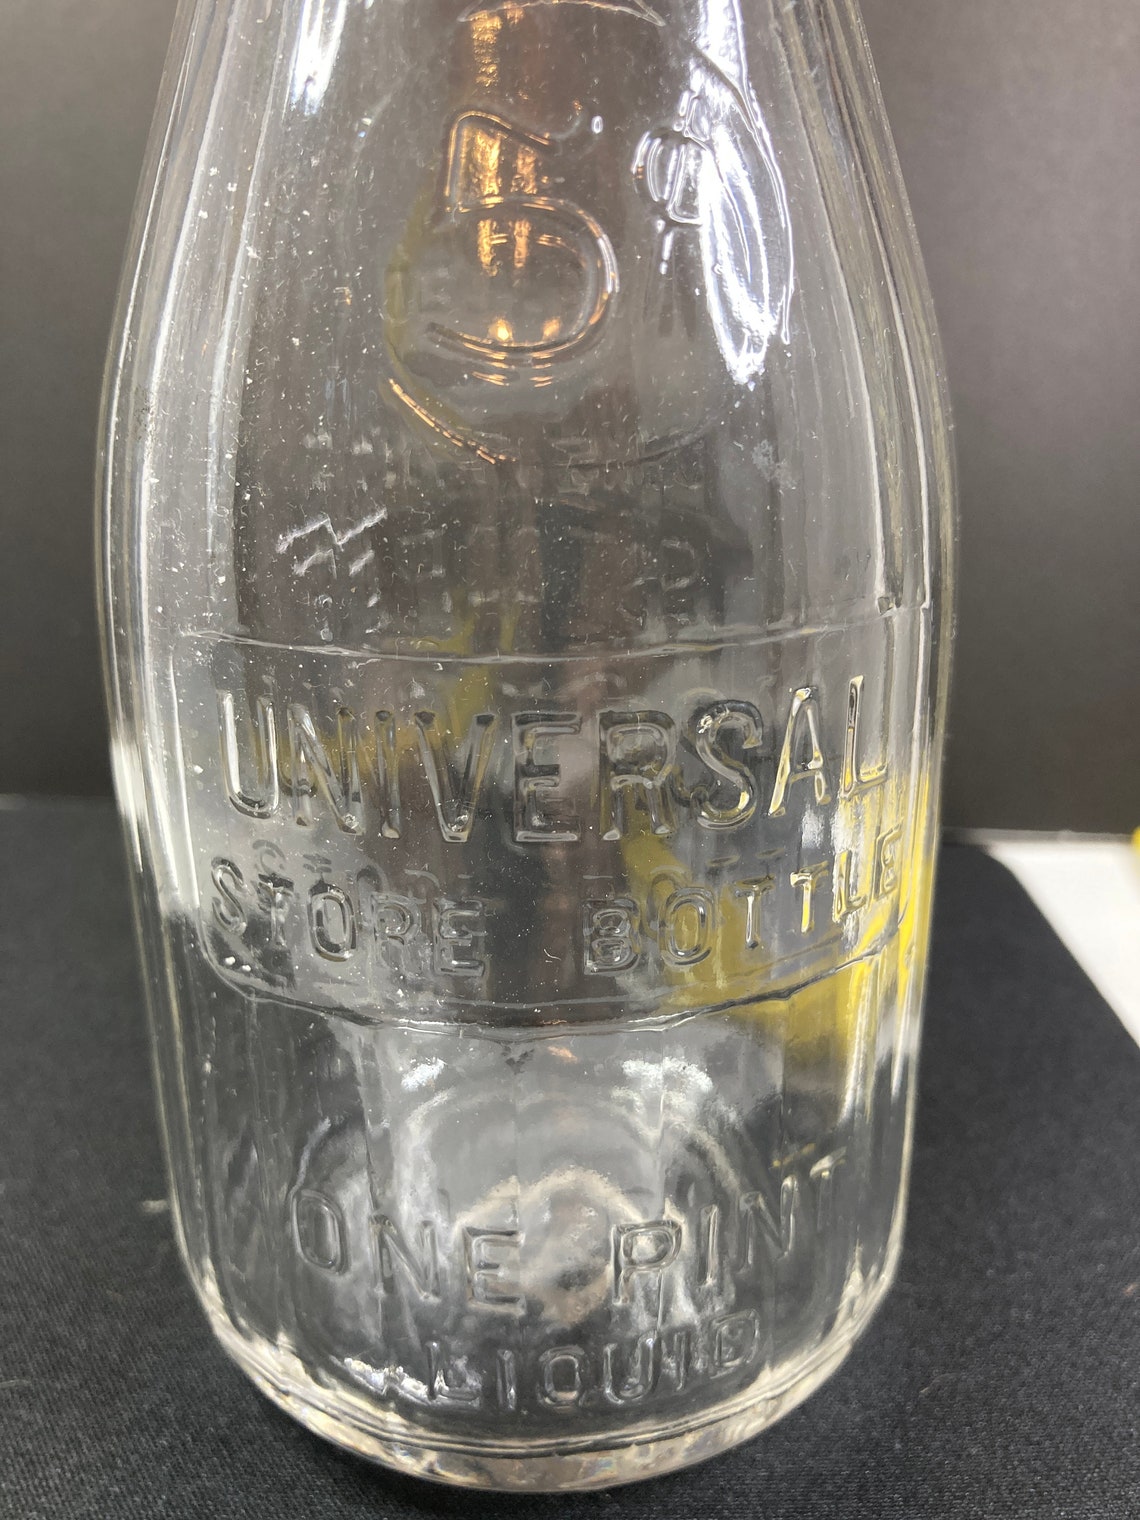 5¢
UNIVERSAL
STORE BOTTLE
ONE PINT
LIQUID